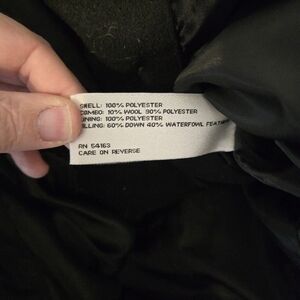 SHELL: 100% POLYESTER
COMBO: 10% WOOL 90% POLYESTER
LINING: 100% POLYESTER
FILLING: 60% DOWN 40% WATERFOWL FEATH
RN 54163
CARE ON REVERSE